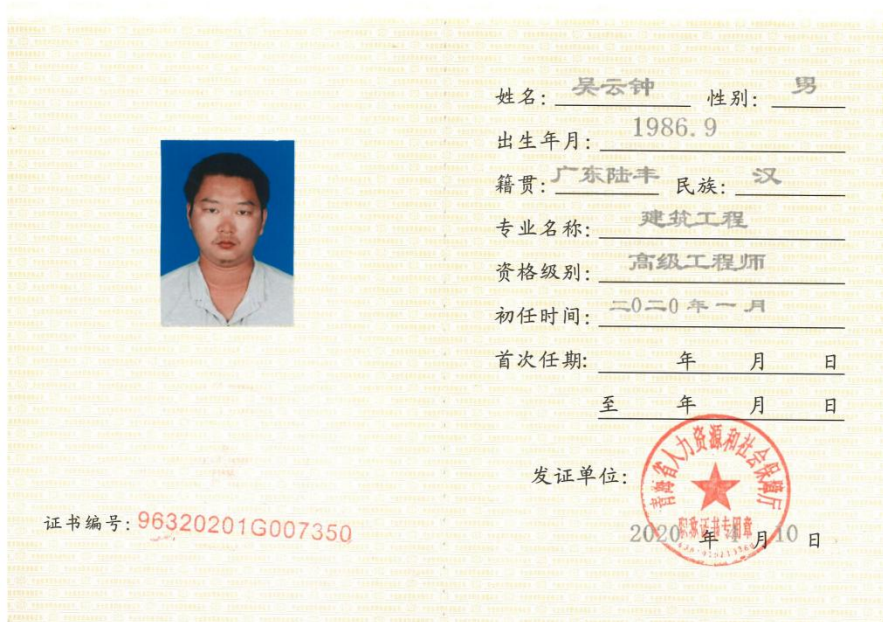 姓名: 吴云钟 性别: 男
出生年月: 1986.9
籍贯: 广东陆丰 民族: 汉
专业名称: 建筑工程
资格级别: 高级工程师
初任时间: 二〇二〇年一月
首次任期: 年 月 日
至 年 月 日
发证单位:
青海省人力资源和社会保障厅
职称证书专用章
2020 年 4 月 10 日
证书编号: 96320201G007350